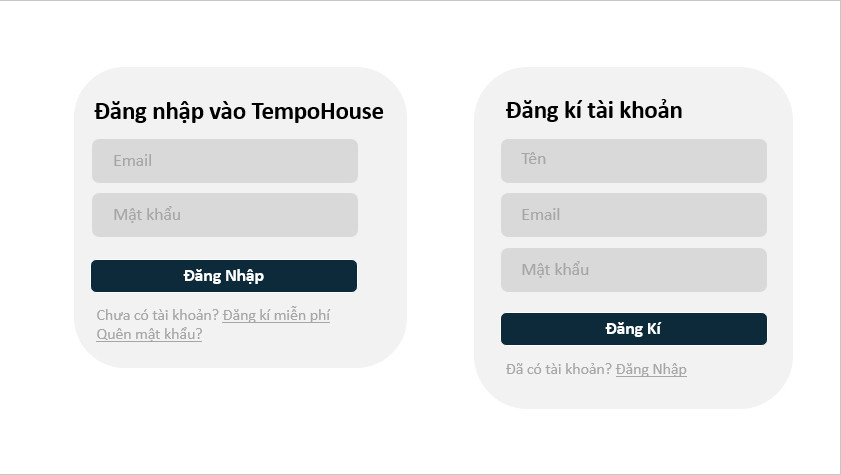 Đăng nhập vào TempoHouse
Email
Mật khẩu
Đăng Nhập
Chưa có tài khoản? Đăng kí miễn phí
Quên mật khẩu?
Đăng kí tài khoản
Tên
Email
Mật khẩu
Đăng Kí
Đã có tài khoản? Đăng Nhập